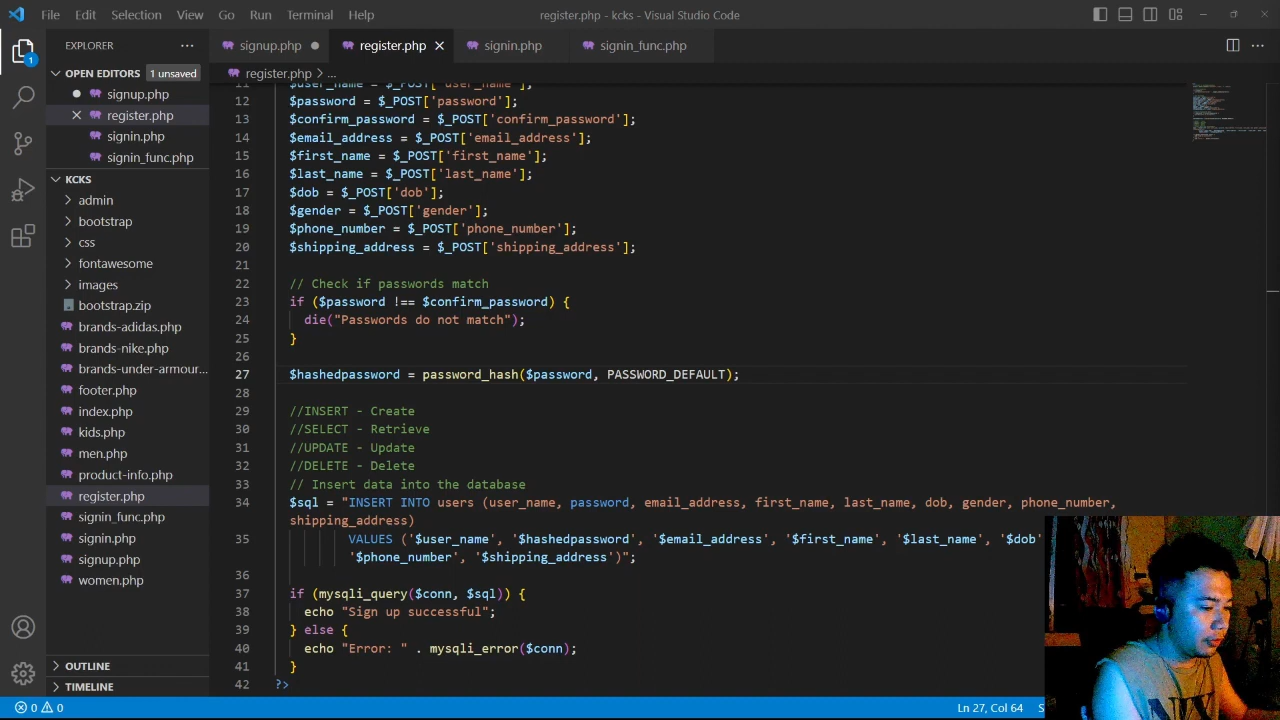 File Edit Selection View Go Run Terminal Help
register.php - kcks - Visual Studio Code
EXPLORER
signup.php
register.php
signin.php
signin_func.php
OPEN EDITORS 1 unsaved
signup.php
register.php
signin.php
signin_func.php
KCKS
admin
bootstrap
css
fontawesome
images
bootstrap.zip
brands-adidas.php
brands-nike.php
brands-under-armour...
footer.php
index.php
kids.php
men.php
product-info.php
register.php
signin_func.php
signin.php
signup.php
women.php
OUTLINE
TIMELINE
1
register.php > ...
11 $user_name = $_POST['user_name'];
12 $password = $_POST['password'];
13 $confirm_password = $_POST['confirm_password'];
14 $email_address = $_POST['email_address'];
15 $first_name = $_POST['first_name'];
16 $last_name = $_POST['last_name'];
17 $dob = $_POST['dob'];
18 $gender = $_POST['gender'];
19 $phone_number = $_POST['phone_number'];
20 $shipping_address = $_POST['shipping_address'];
21
22 // Check if passwords match
23 if ($password !== $confirm_password) {
24 die("Passwords do not match");
25 }
26
27 $hashedpassword = password_hash($password, PASSWORD_DEFAULT);
28
29 //INSERT - Create
30 //SELECT - Retrieve
31 //UPDATE - Update
32 //DELETE - Delete
33 // Insert data into the database
34 $sql = "INSERT INTO users (user_name, password, email_address, first_name, last_name, dob, gender, phone_number,
shipping_address)
35 VALUES ('$user_name', '$hashedpassword', '$email_address', '$first_name', '$last_name', '$dob'
'$phone_number', '$shipping_address')";
36
37 if (mysqli_query($conn, $sql)) {
38 echo "Sign up successful";
39 } else {
40 echo "Error: " . mysqli_error($conn);
41 }
42 ?>
0 0
Ln 27, Col 64